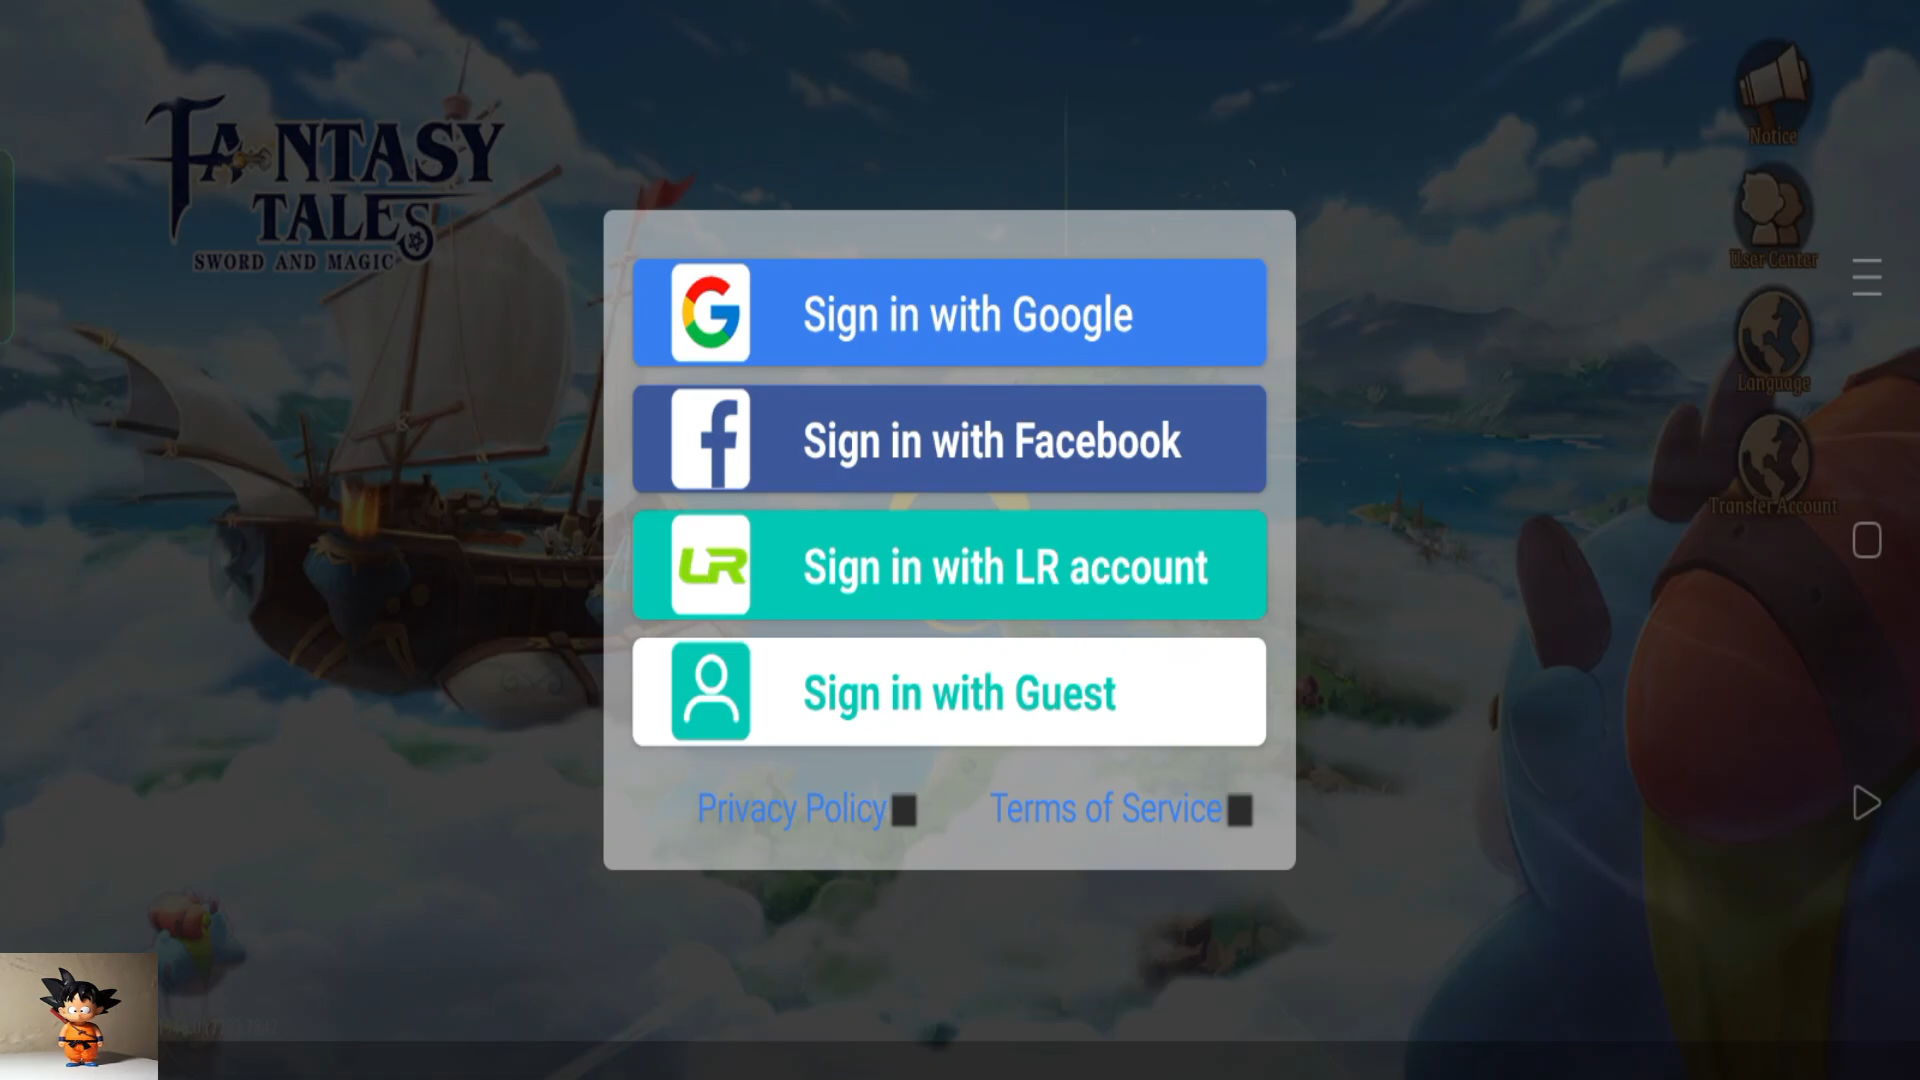 FANTASY
TALES
SWORD AND MAGIC
Notice
User Center
Language
Transfer Account
Sign in with Google
Sign in with Facebook
LR
Sign in with LR account
Sign in with Guest
Privacy Policy
Terms of Service